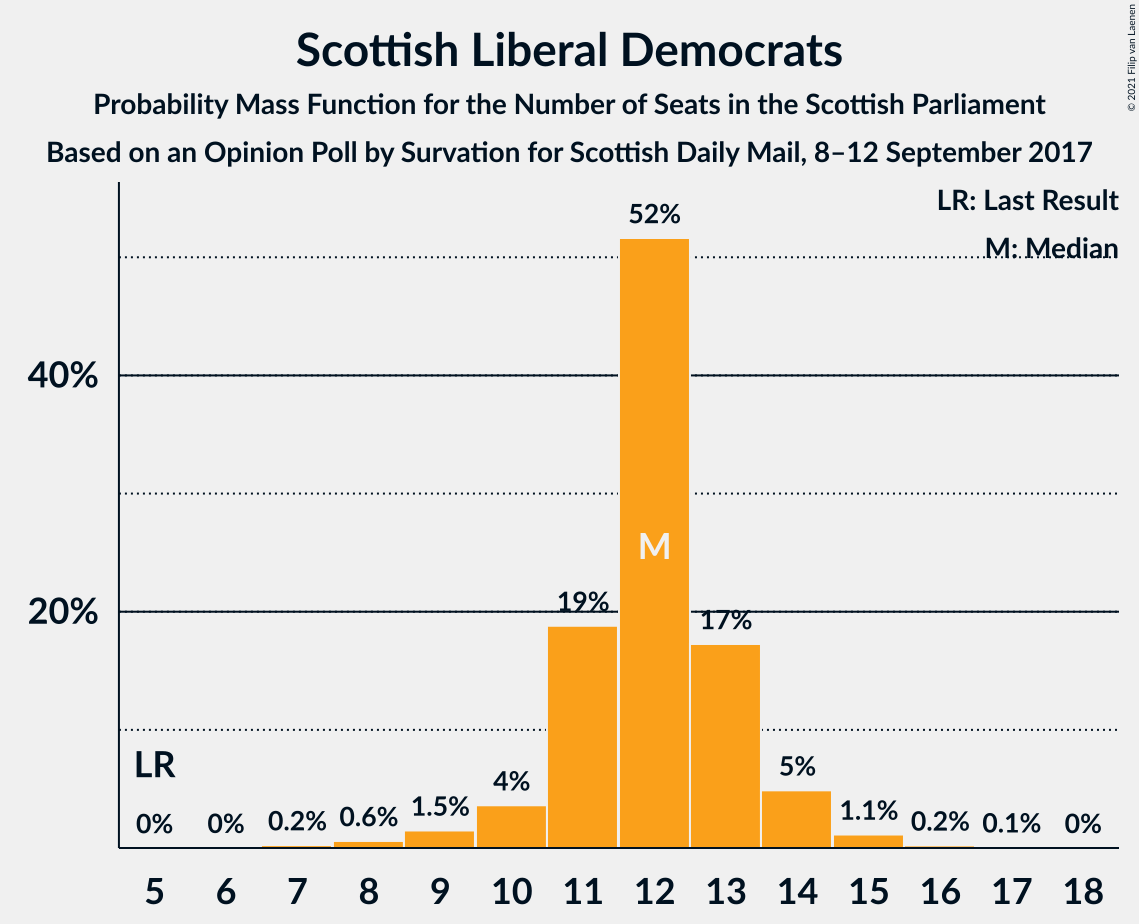 Scottish Liberal Democrats
Probability Mass Function for the Number of Seats in the Scottish Parliament
Based on an Opinion Poll by Survation for Scottish Daily Mail, 8–12 September 2017
© 2021 Filip van Laenen
LR: Last Result
M: Median
52%
40%
M
20%
19%
17%
LR
0%
0%
0.2%
0.6%
1.5%
4%
5%
1.1%
0.2%
0.1%
0%
5 6 7 8 9 10 11 12 13 14 15 16 17 18